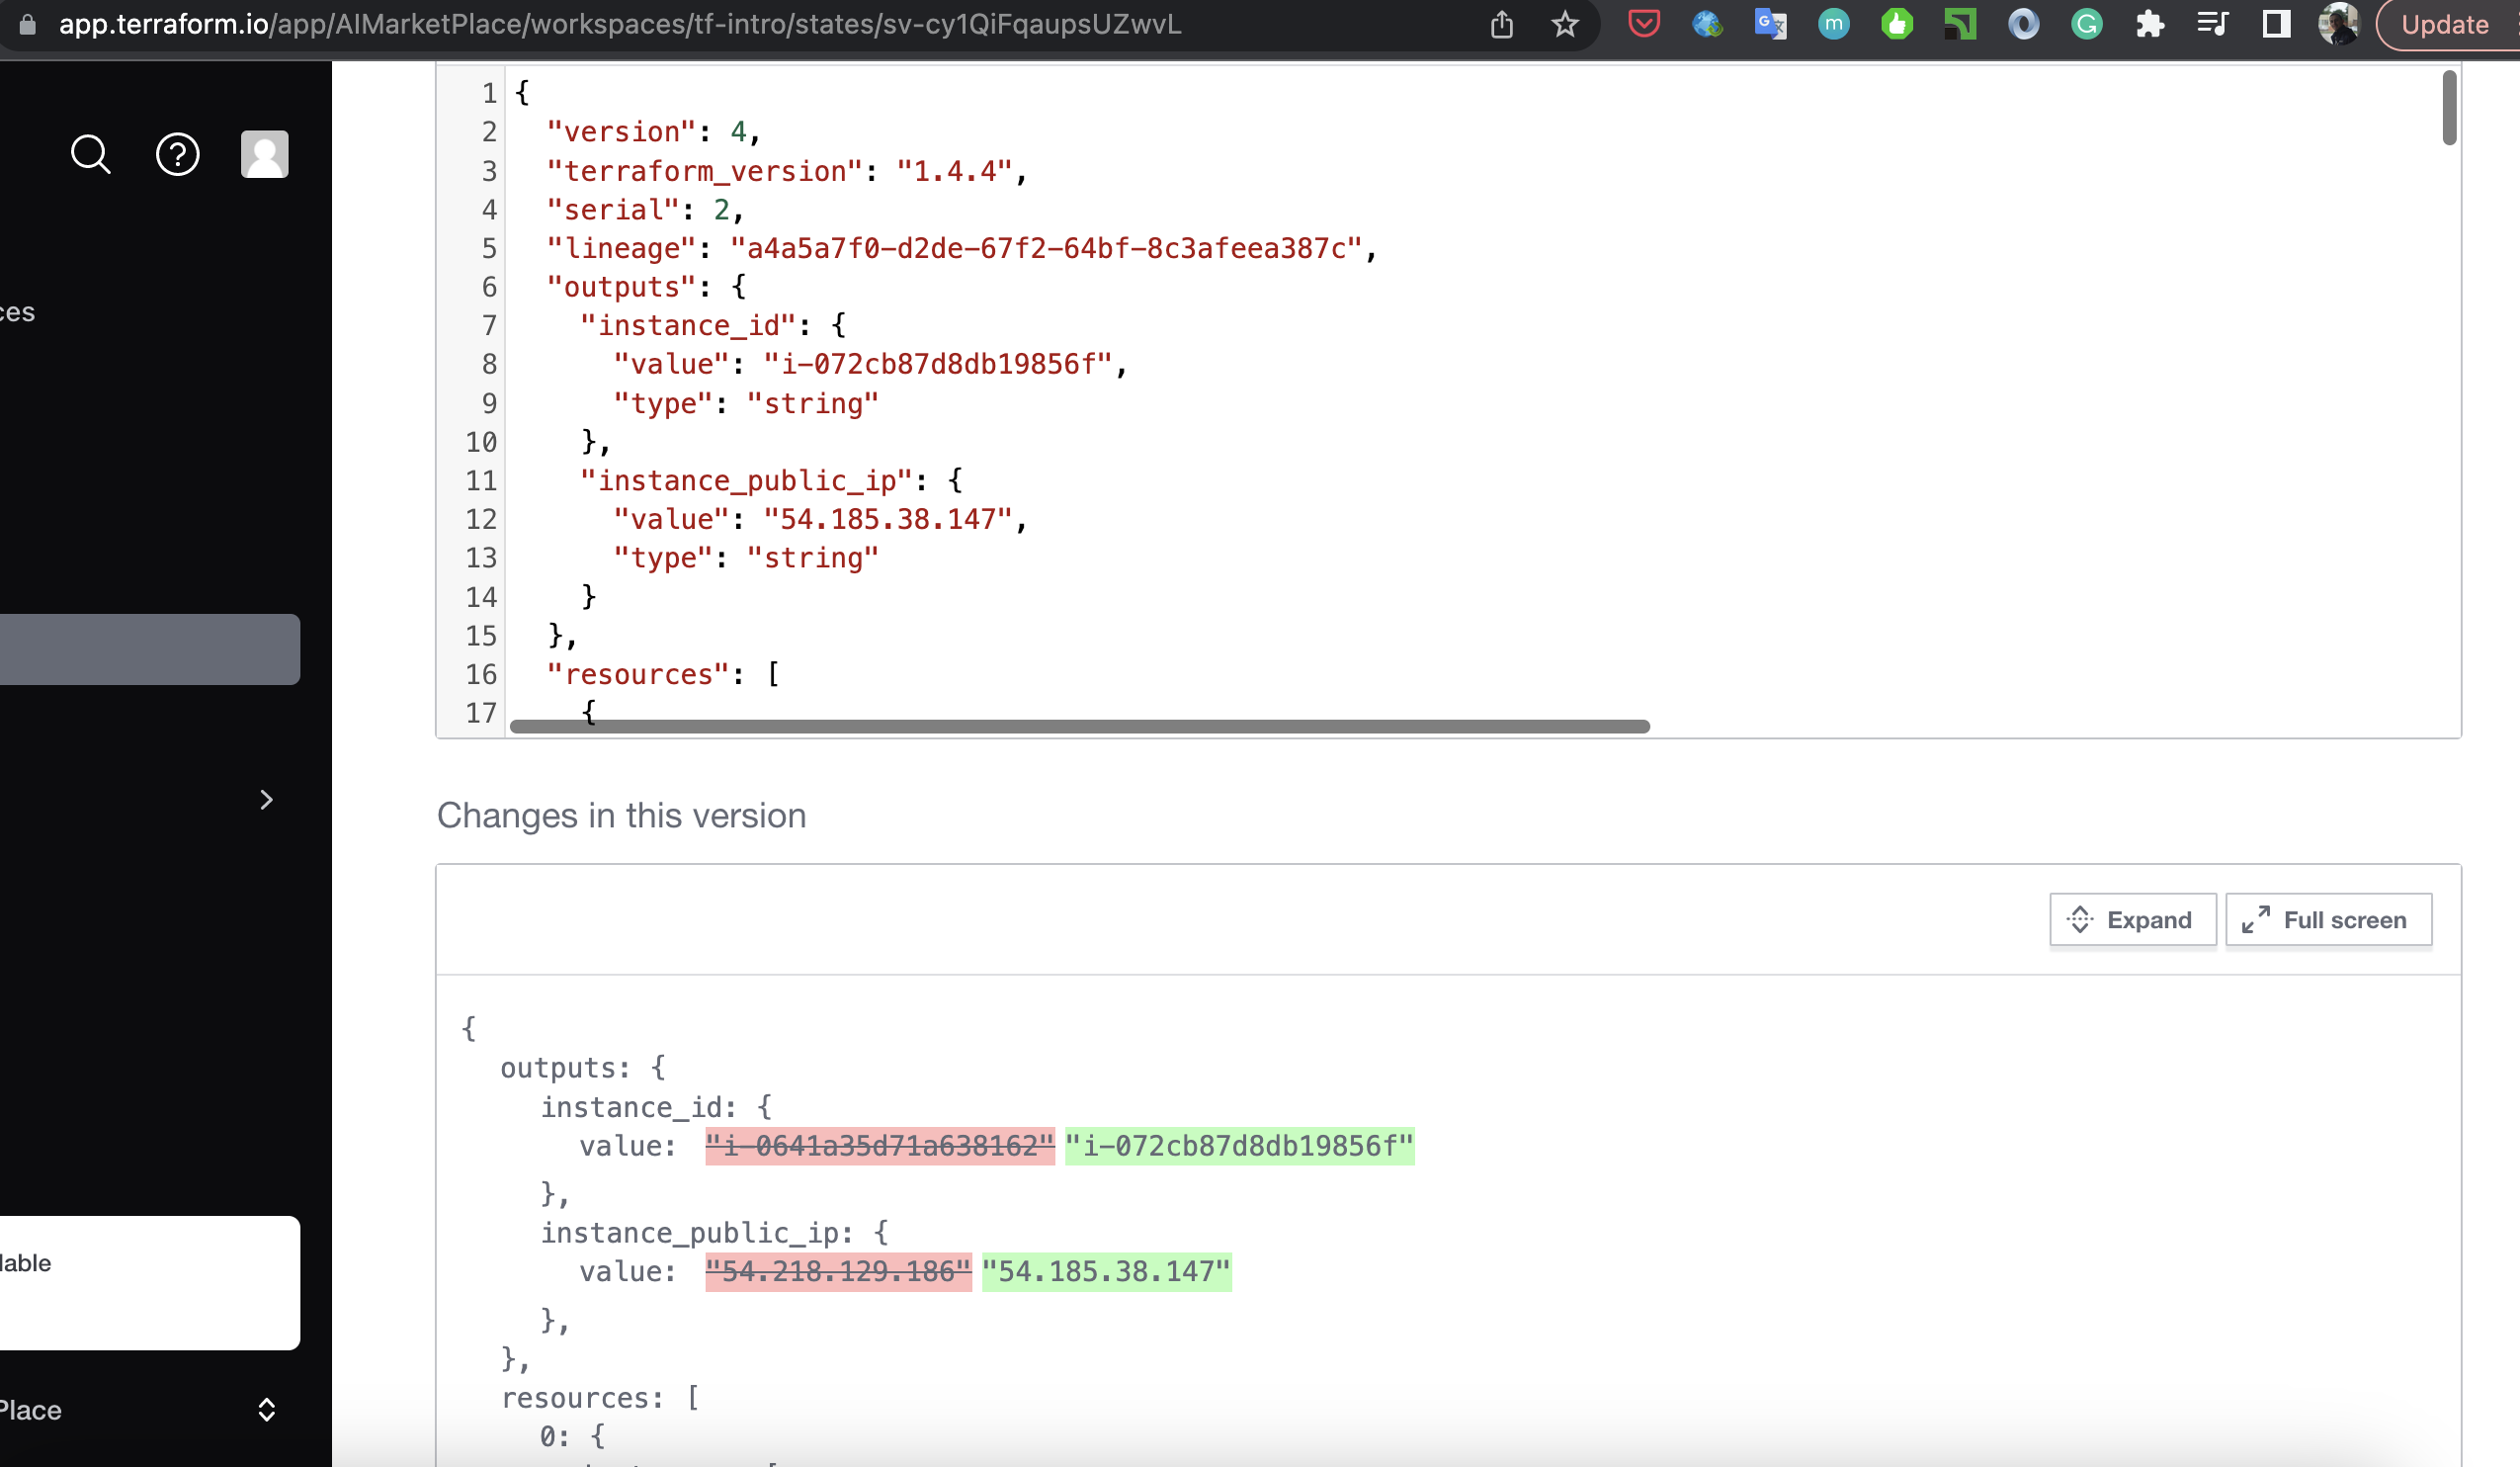 app.terraform.io/app/AIMarketPlace/workspaces/tf-intro/states/sv-cy1QiFqaupsUZwvL
Update
ces
lable
Place
1 {
2 "version": 4,
3 "terraform_version": "1.4.4",
4 "serial": 2,
5 "lineage": "a4a5a7f0-d2de-67f2-64bf-8c3afeea387c",
6 "outputs": {
7 "instance_id": {
8 "value": "i-072cb87d8db19856f",
9 "type": "string"
10 },
11 "instance_public_ip": {
12 "value": "54.185.38.147",
13 "type": "string"
14 }
15 },
16 "resources": [
17 {
Changes in this version
Expand
Full screen
{
outputs: {
instance_id: {
value: "i-0641a35d71a638162" "i-072cb87d8db19856f"
},
instance_public_ip: {
value: "54.218.129.186" "54.185.38.147"
},
},
resources: [
0: {